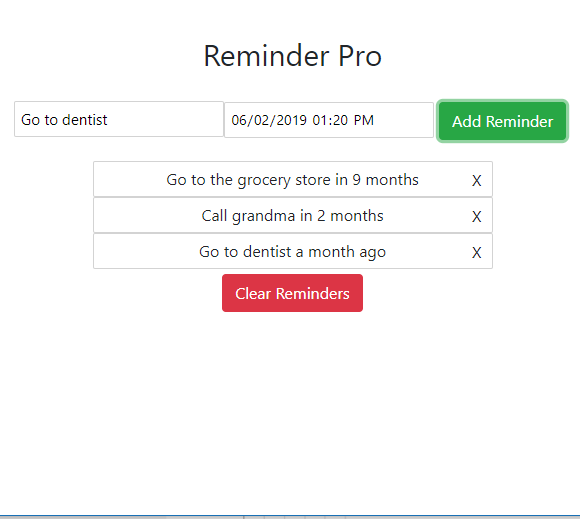 Reminder Pro
Go to dentist
06/02/2019 01:20 PM
Add Reminder
Go to the grocery store in 9 months X
Call grandma in 2 months X
Go to dentist a month ago X
Clear Reminders